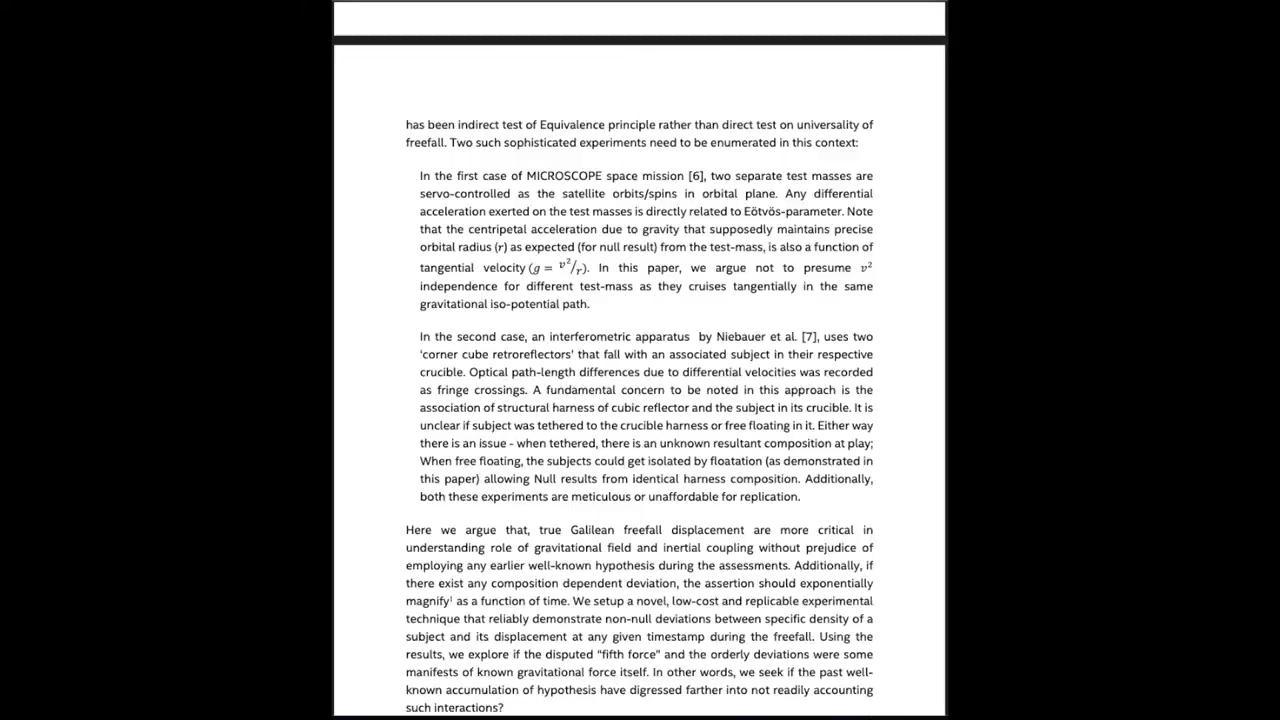 has been indirect test of Equivalence principle rather than direct test on universality of
freefall. Two such sophisticated experiments need to be enumerated in this context:
In the first case of MICROSCOPE space mission [6], two separate test masses are
servo-controlled as the satellite orbits/spins in orbital plane. Any differential
acceleration exerted on the test masses is directly related to Eötvös-parameter. Note
that the centripetal acceleration due to gravity that supposedly maintains precise
orbital radius (r) as expected (for null result) from the test-mass, is also a function of
tangential velocity (g = v²/r). In this paper, we argue not to presume v²
independence for different test-mass as they cruises tangentially in the same
gravitational iso-potential path.
In the second case, an interferometric apparatus by Niebauer et al. [7], uses two
'corner cube retroreflectors' that fall with an associated subject in their respective
crucible. Optical path-length differences due to differential velocities was recorded
as fringe crossings. A fundamental concern to be noted in this approach is the
association of structural harness of cubic reflector and the subject in its crucible. It is
unclear if subject was tethered to the crucible harness or free floating in it. Either way
there is an issue - when tethered, there is an unknown resultant composition at play;
When free floating, the subjects could get isolated by floatation (as demonstrated in
this paper) allowing Null results from identical harness composition. Additionally,
both these experiments are meticulous or unaffordable for replication.
Here we argue that, true Galilean freefall displacement are more critical in
understanding role of gravitational field and inertial coupling without prejudice of
employing any earlier well-known hypothesis during the assessments. Additionally, if
there exist any composition dependent deviation, the assertion should exponentially
magnify¹ as a function of time. We setup a novel, low-cost and replicable experimental
technique that reliably demonstrate non-null deviations between specific density of a
subject and its displacement at any given timestamp during the freefall. Using the
results, we explore if the disputed "fifth force" and the orderly deviations were some
manifests of known gravitational force itself. In other words, we seek if the past well-
known accumulation of hypothesis have digressed farther into not readily accounting
such interactions?